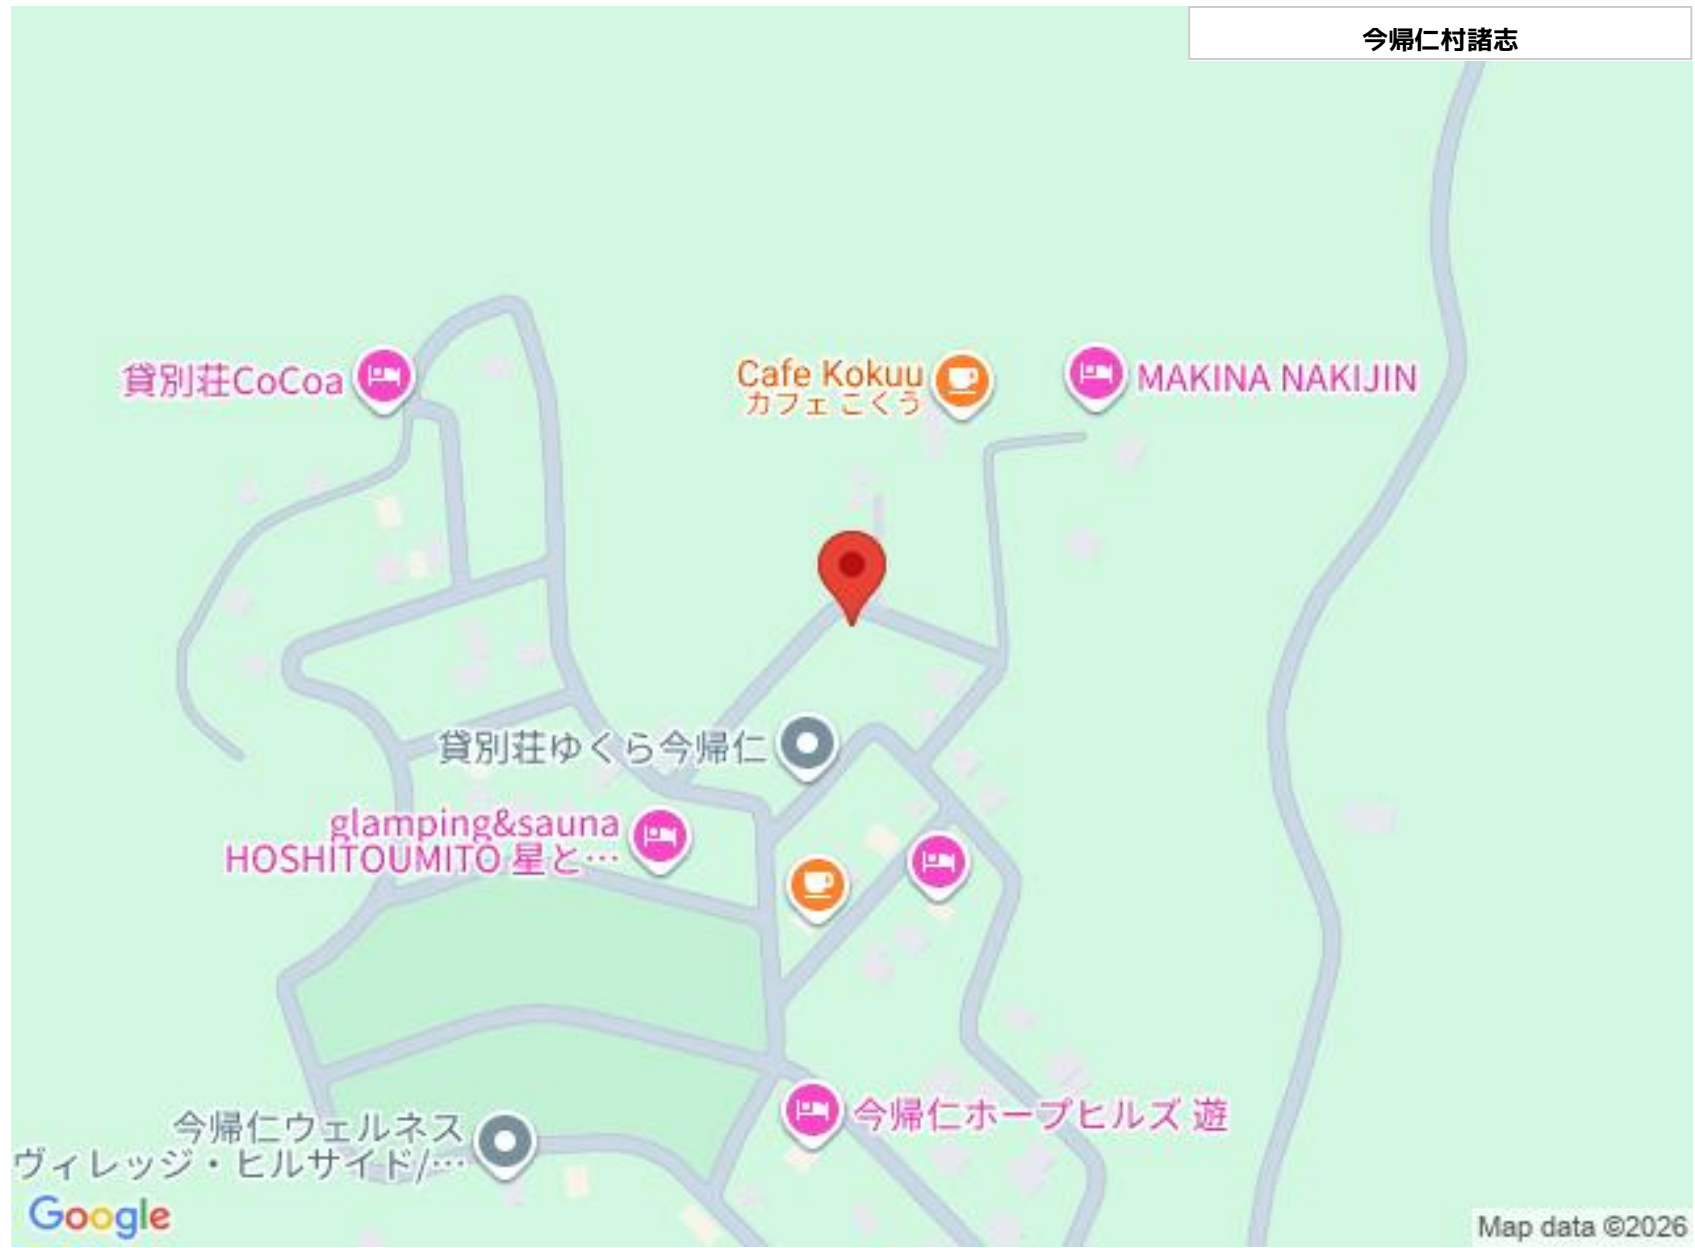 今帰仁村諸志
貸別荘CoCoa
Cafe Kokuu
カフェ こくう
MAKINA NAKIJIN
貸別荘ゆくら今帰仁
glamping&sauna
HOSHITOUMITO 星と…
今帰仁ホープヒルズ 遊
今帰仁ウェルネス
ヴィレッジ・ヒルサイド/…
Google
Map data ©2026